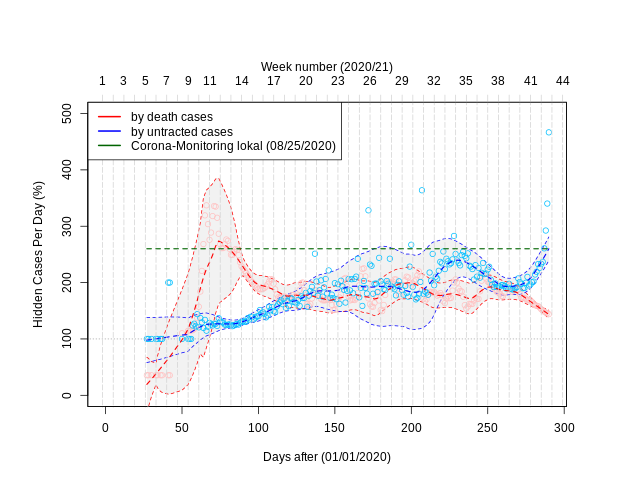 Week number (2020/21)
1 3 5 7 9 11 14 17 20 23 26 29 32 35 38 41 44
by death cases
by untracted cases
Corona-Monitoring lokal (08/25/2020)
Hidden Cases Per Day (%)
500
400
300
200
100
0
0 50 100 150 200 250 300
Days after (01/01/2020)